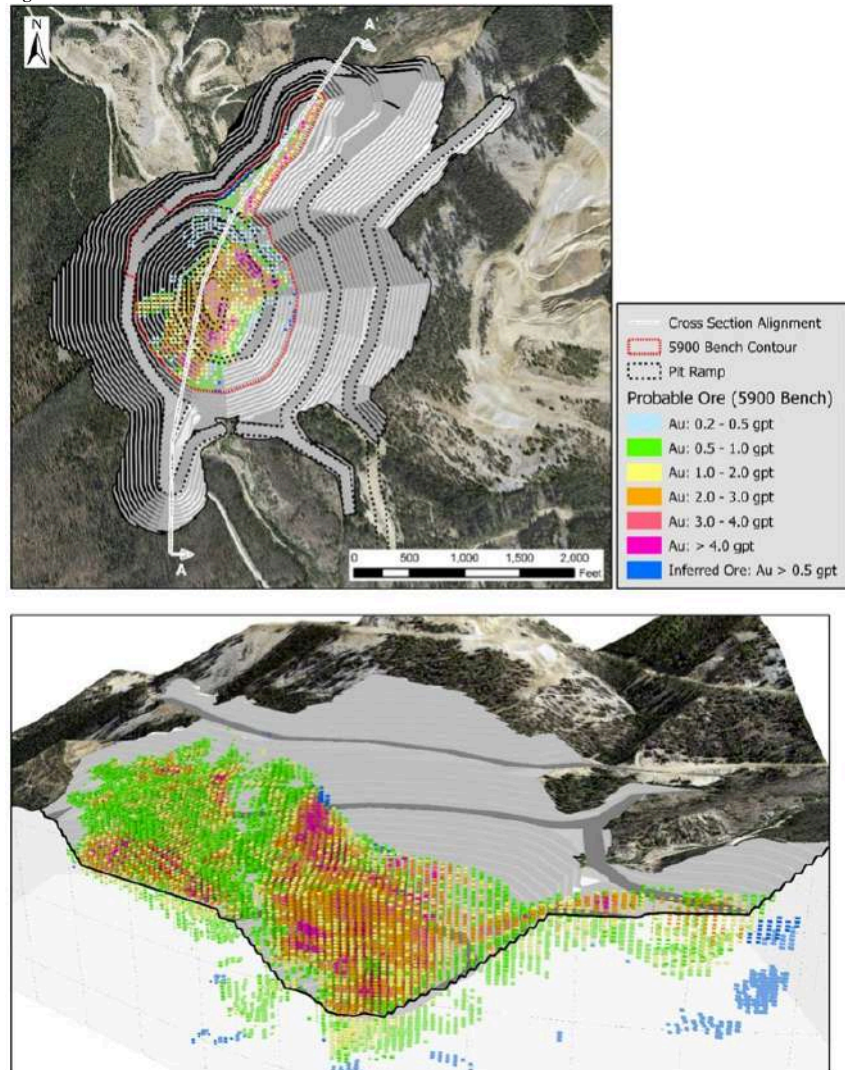 N
A'
A
0 500 1,000 1,500 2,000
Feet
Cross Section Alignment
5900 Bench Contour
Pit Ramp
Probable Ore (5900 Bench)
Au: 0.2 - 0.5 gpt
Au: 0.5 - 1.0 gpt
Au: 1.0 - 2.0 gpt
Au: 2.0 - 3.0 gpt
Au: 3.0 - 4.0 gpt
Au: > 4.0 gpt
Inferred Ore: Au > 0.5 gpt